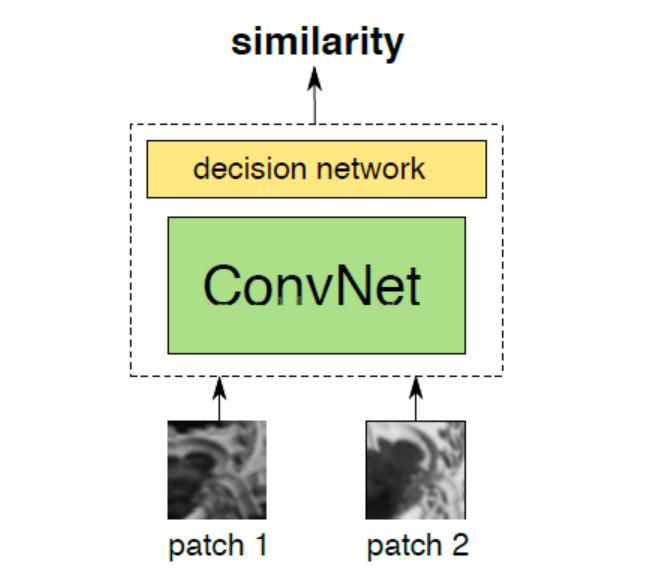 similarity
decision network
ConvNet
patch 1
patch 2